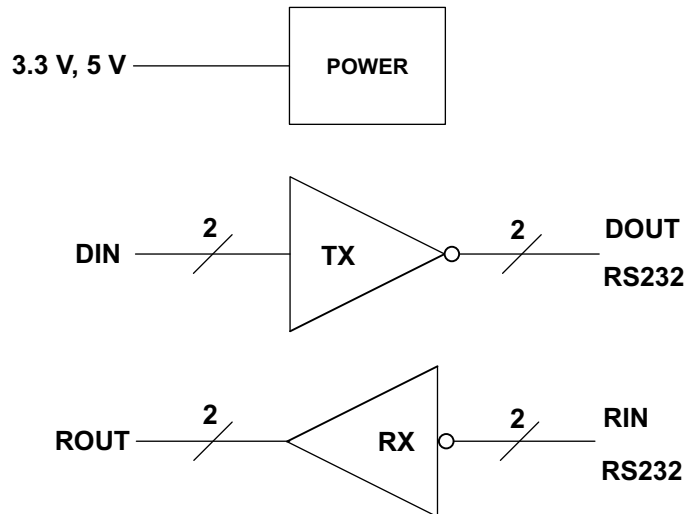 3.3 V, 5 V
POWER
2
2
DOUT
DIN
TX
RS232
2
2
RIN
ROUT
RX
RS232